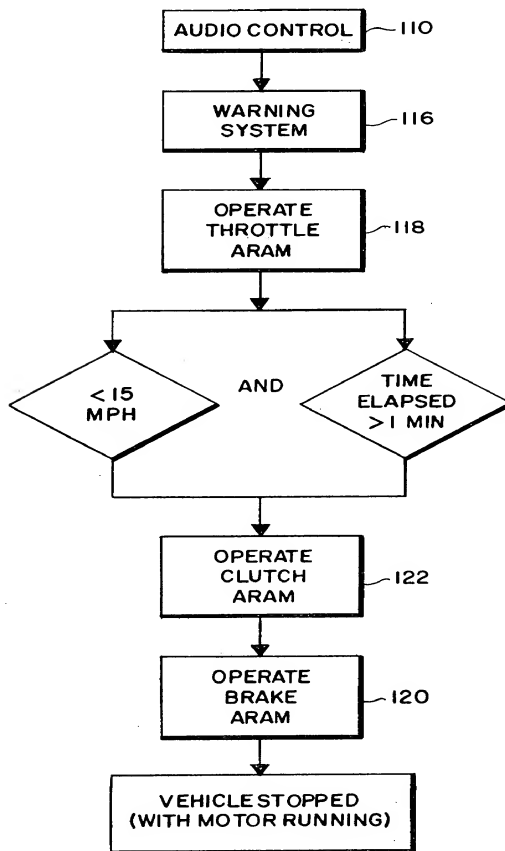 AUDIO CONTROL
110
WARNING
SYSTEM
116
OPERATE
THROTTLE
ARAM
118
<15
MPH
AND
TIME
ELAPSED
>1 MIN
OPERATE
CLUTCH
ARAM
122
OPERATE
BRAKE
ARAM
120
VEHICLE STOPPED
(WITH MOTOR RUNNING)